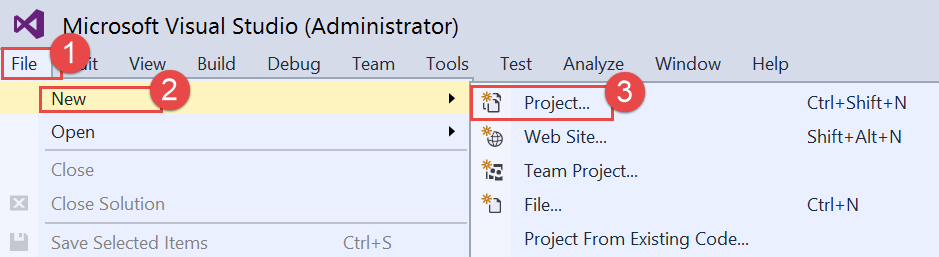 Microsoft Visual Studio (Administrator)
File 1 it View Build Debug Team Tools Test Analyze Window Help
New 2 Project... 3 Ctrl+Shift+N
Open Web Site... Shift+Alt+N
Close Team Project...
Close Solution File... Ctrl+N
Save Selected Items Ctrl+S Project From Existing Code...